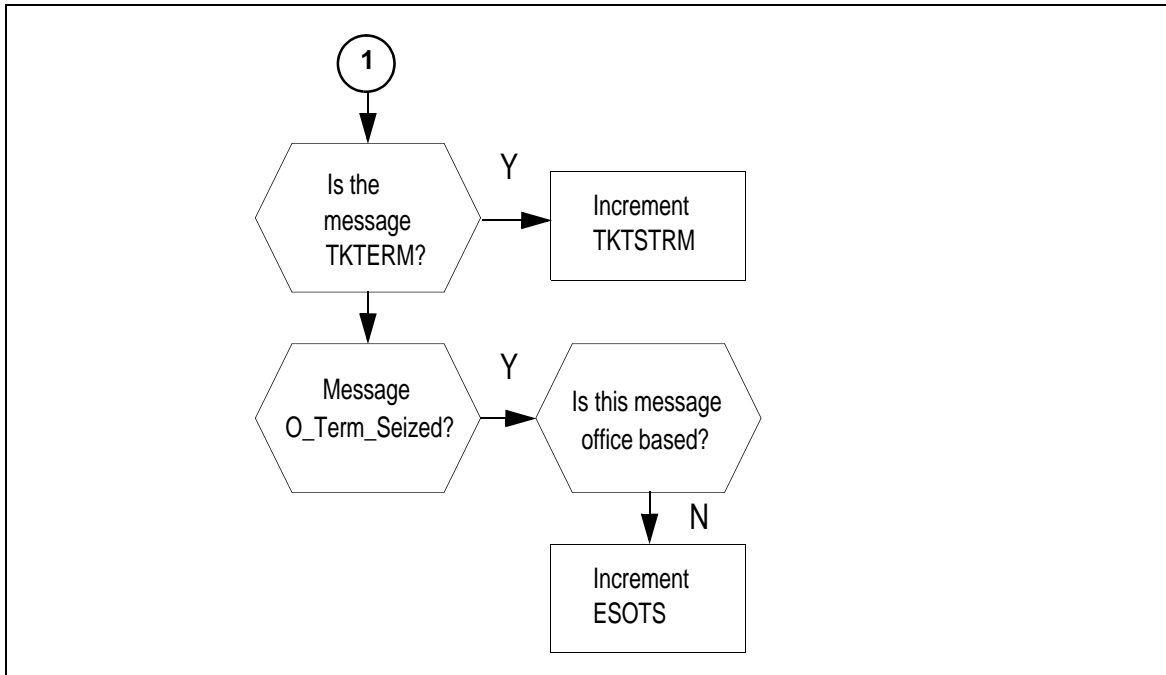 1
Is the
message
TKTERM?
Y
Increment
TKTSTRM
Message
O_Term_Seized?
Y
Is this message
office based?
N
Increment
ESOTS